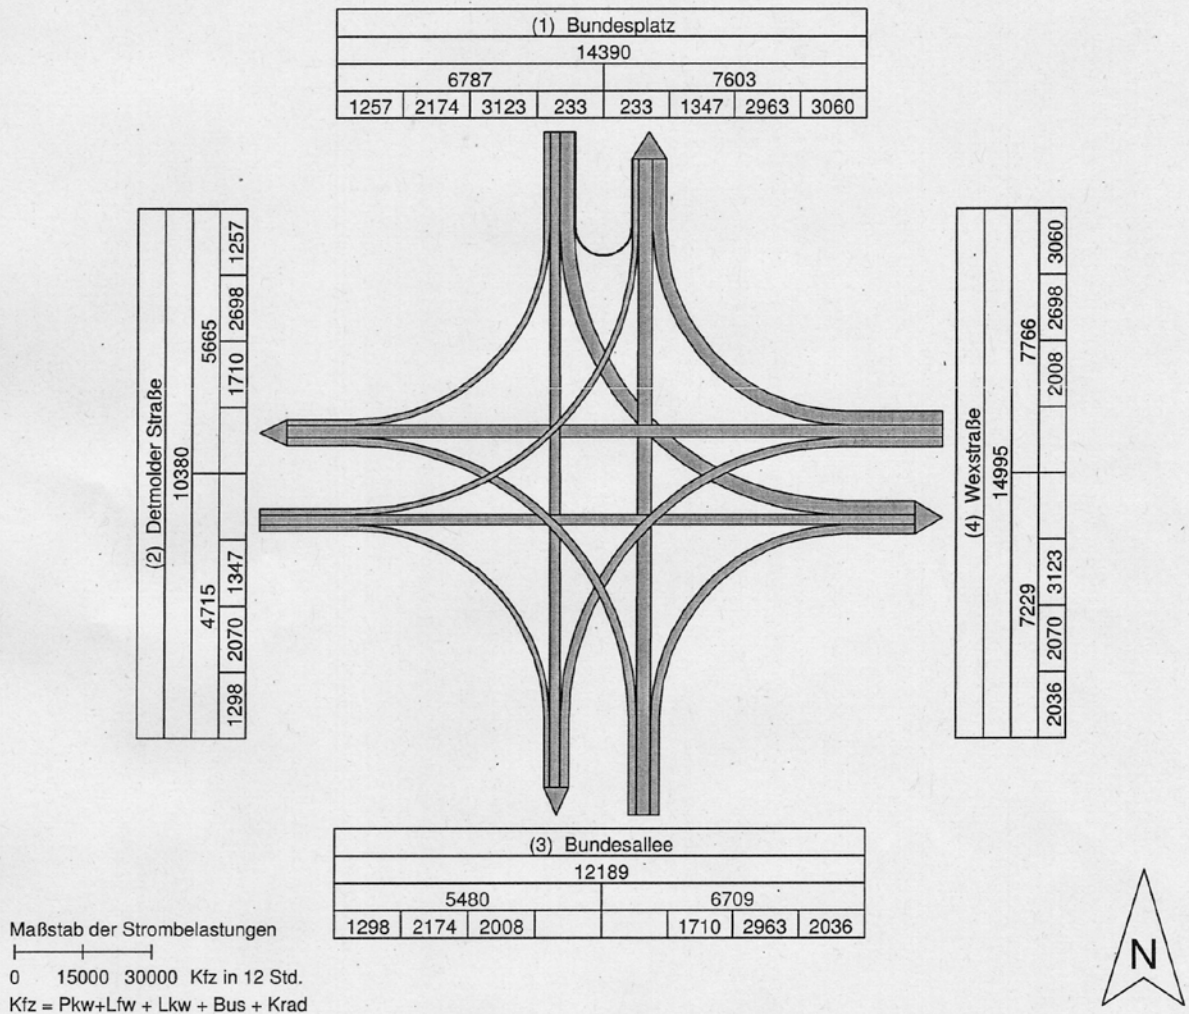 (1) Bundesplatz
14390
6787 7603
1257 2174 3123 233 233 1347 2963 3060
(2) Detmolder Straße
10380
4715 5665
1298 2070 1347 1710 2698 1257
(4) Wexstraße
14995
7229 7766
2036 2070 3123 2008 2698 3060
(3) Bundesallee
12189
5480 6709
1298 2174 2008 1710 2963 2036
Maßstab der Strombelastungen
0 15000 30000 Kfz in 12 Std.
Kfz = Pkw+Lfw + Lkw + Bus + Krad
N